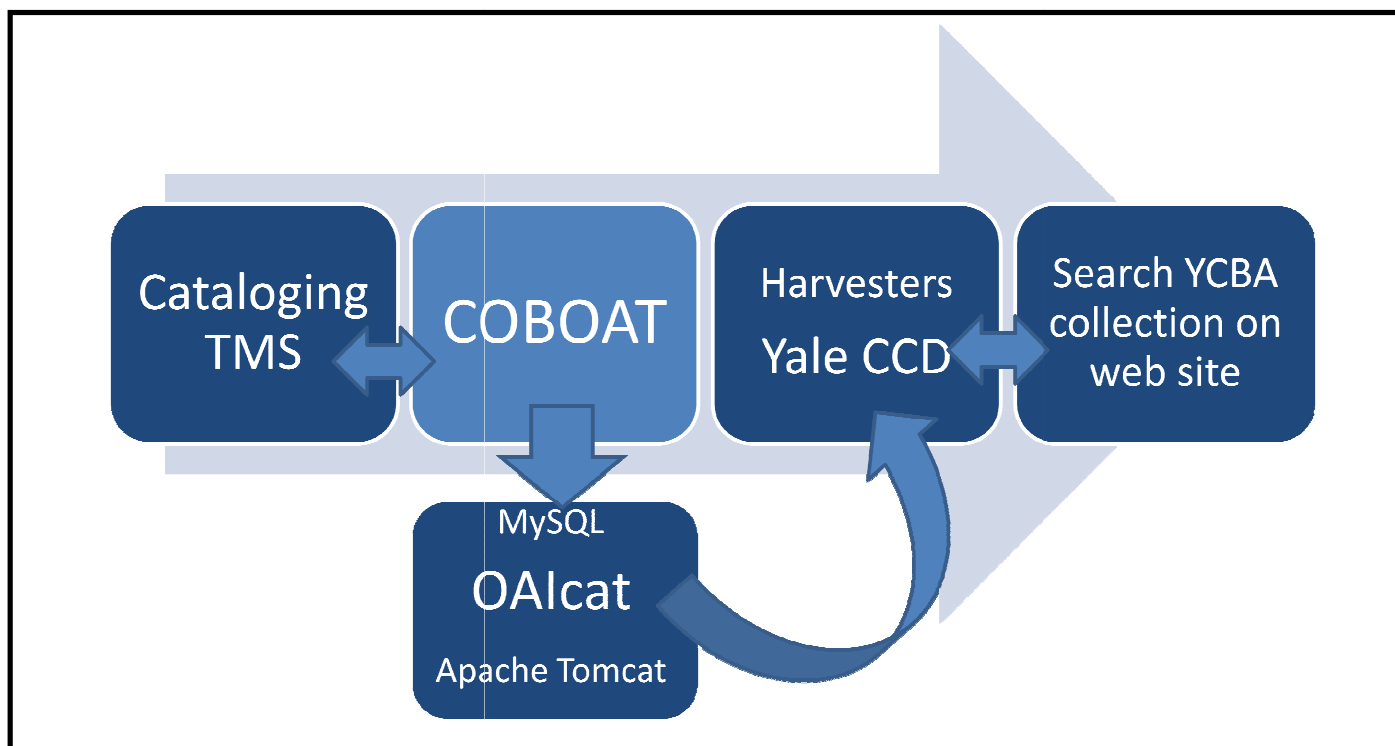 Cataloging
TMS
COBOAT
Harvesters
Yale CCD
Search YCBA
collection on
web site
MySQL
OAIcat
Apache Tomcat